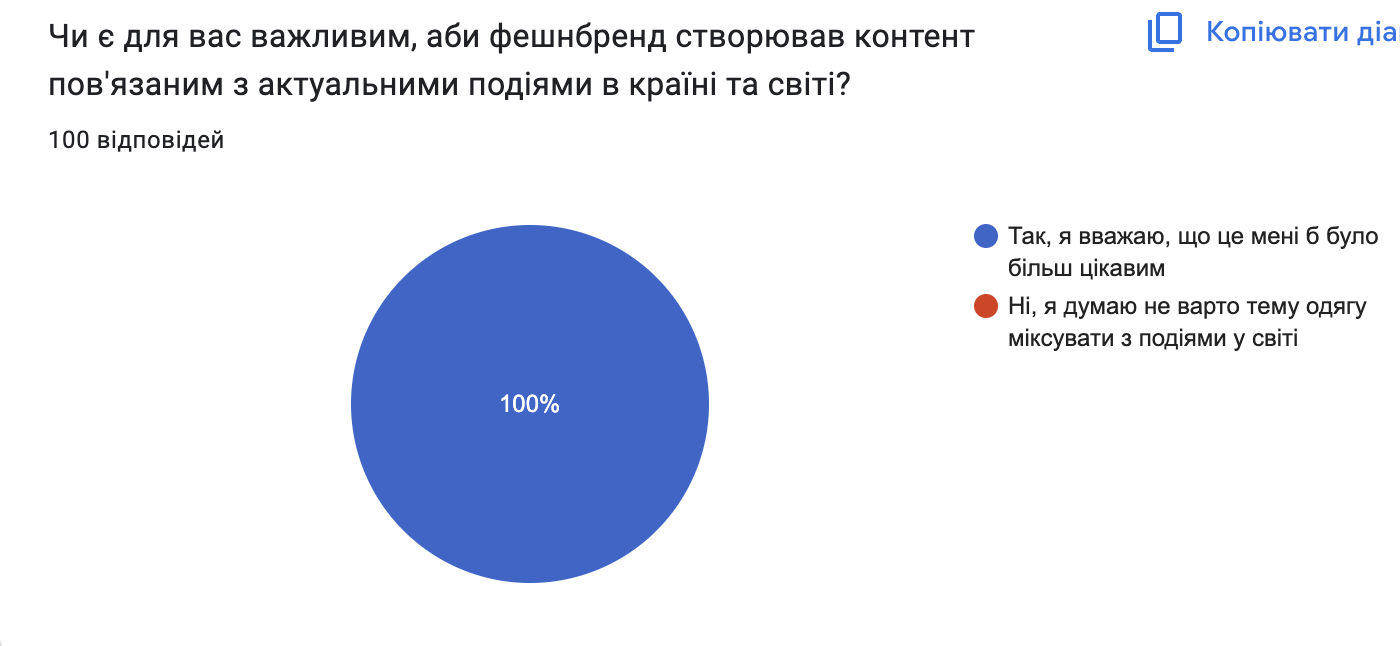 Чи є для вас важливим, аби фешнбренд створював контент
пов'язаним з актуальними подіями в країні та світі?
Копіювати діа
100 відповідей
Так, я вважаю, що це мені б було
більш цікавим
Ні, я думаю не варто тему одягу
міксувати з подіями у світі
100%